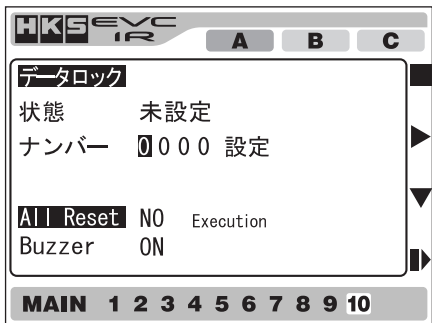 HKS EVC IR
A B C
データロック
状態 未設定
ナンバー 0000 設定
All Reset NO Execution
Buzzer ON
MAIN 1 2 3 4 5 6 7 8 9 10